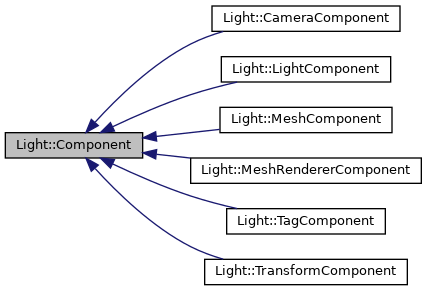 Light::CameraComponent
Light::LightComponent
Light::MeshComponent
Light::Component
Light::MeshRendererComponent
Light::TagComponent
Light::TransformComponent